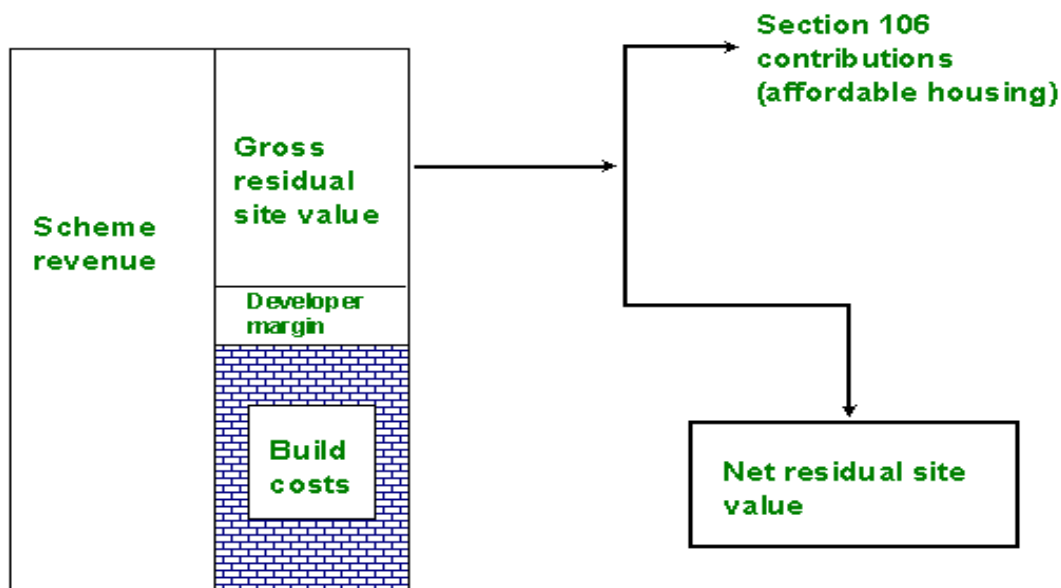 Section 106
contributions
(affordable housing)
Gross
residual
site value
Scheme
revenue
Developer
margin
Build
costs
Net residual site
value